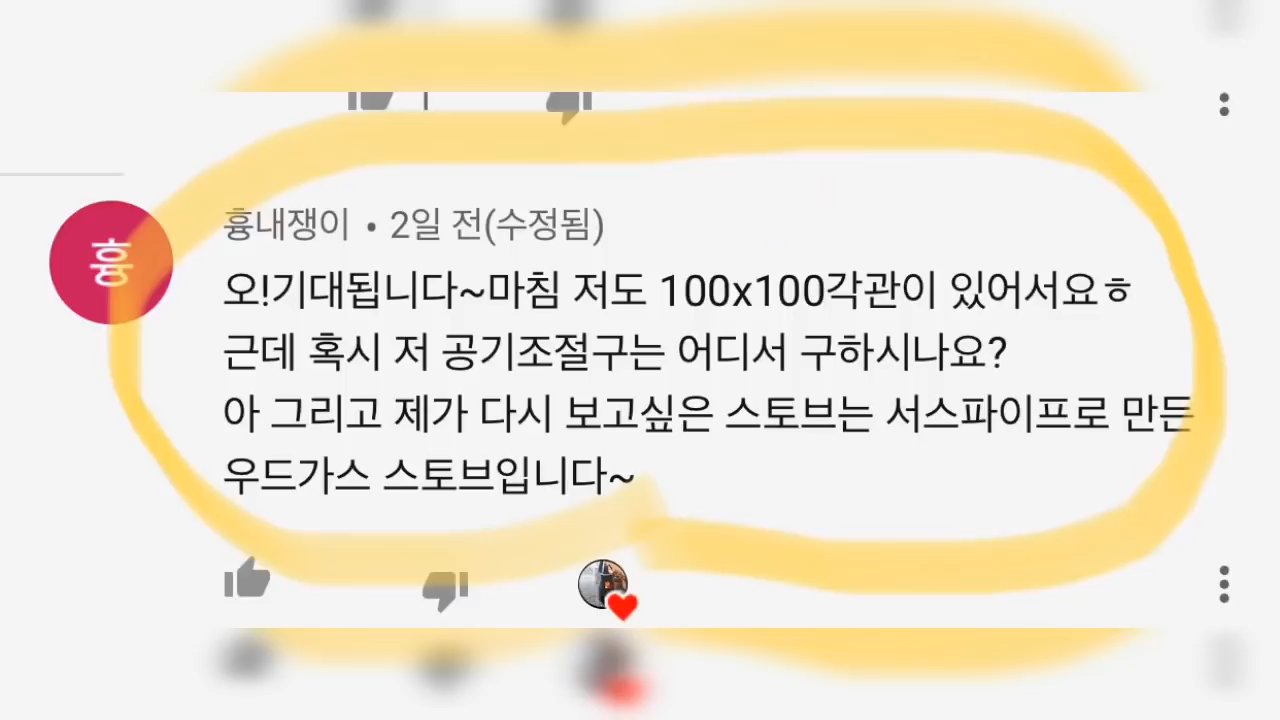 흉
흉내쟁이 • 2일 전(수정됨)
오!기대됩니다~마침 저도 100x100각관이 있어서요ㅎ
근데 혹시 저 공기조절구는 어디서 구하시나요?
아 그리고 제가 다시 보고싶은 스토브는 서스파이프로 만든
우드가스 스토브입니다~